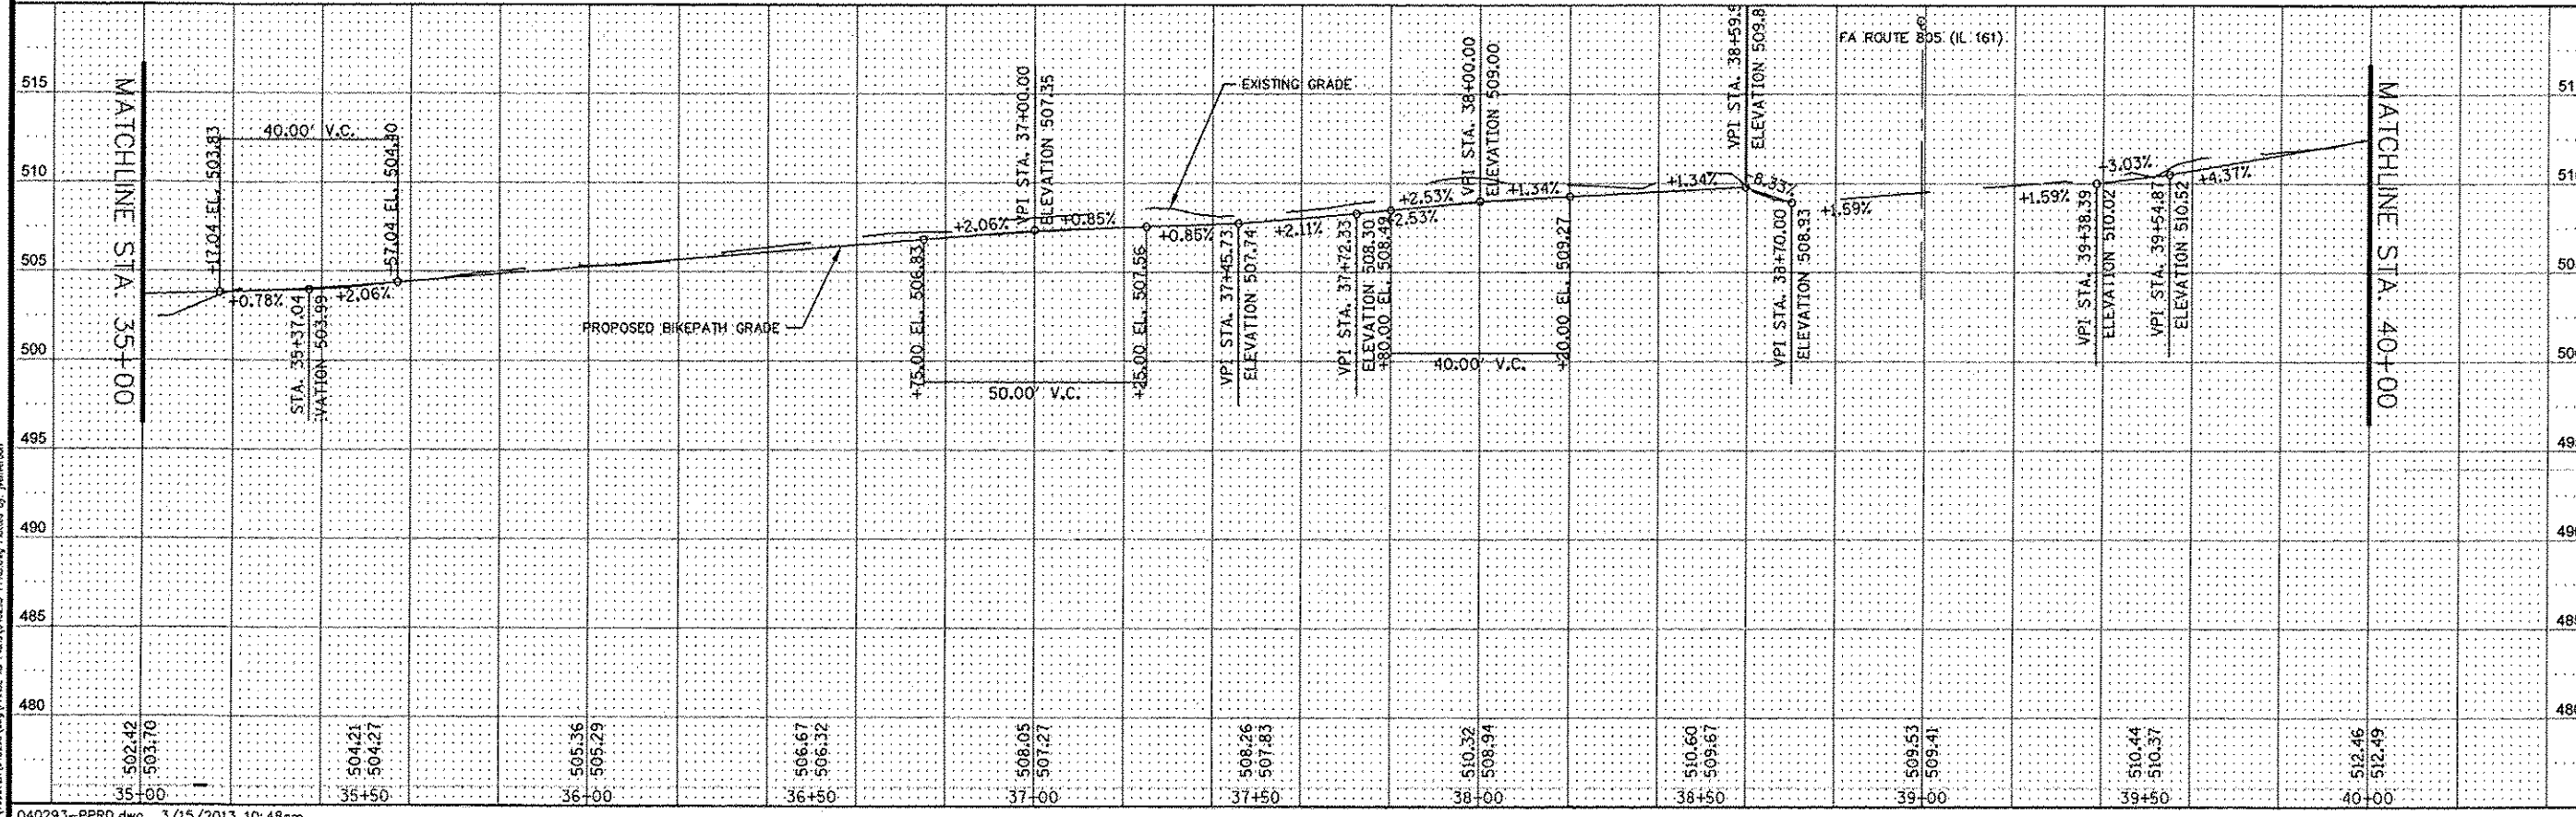 515
510
505
500
495
490
485
480
MATCHLINE STA. 35+00
+17.04 EL. 503.83
40.00' V.C.
+57.04 EL. 504.40
+0.78%
STA. 35+37.04
VATION 503.99
+2.06%
PROPOSED BIKEPATH GRADE
+75.00 EL. 506.83
+2.06%
VPI STA. 37+00.00
ELEVATION 507.35
+0.85%
50.00' V.C.
+25.00 EL. 507.56
EXISTING GRADE
+0.85%
VPI STA. 37+45.73
ELEVATION 507.74
+2.11%
VPI STA. 37+72.33
ELEVATION 508.30
+80.00 EL. 508.49
+2.53%
+2.53%
VPI STA. 38+00.00
ELEVATION 509.00
+1.34%
40.00' V.C.
+20.00 EL. 509.27
+1.34%
VPI STA. 38+59.9
ELEVATION 509.8
8.33%
VPI STA. 38+70.00
ELEVATION 508.93
+1.59%
FA ROUTE 805 (IL 161)
+1.59%
VPI STA. 39+38.39
ELEVATION 510.02
+3.03%
VPI STA. 39+54.87
ELEVATION 510.52
+4.37%
MATCHLINE STA. 40+00
502.42
503.70
504.21
504.27
505.36
505.29
506.67
506.32
508.05
507.27
508.26
507.83
510.32
508.94
510.60
509.67
509.53
509.41
510.44
510.37
512.46
512.49
35+00
35+50
36+00
36+50
37+00
37+50
38+00
38+50
39+00
39+50
40+00
040293-PPRD.dwg 3/15/2013 10:48am